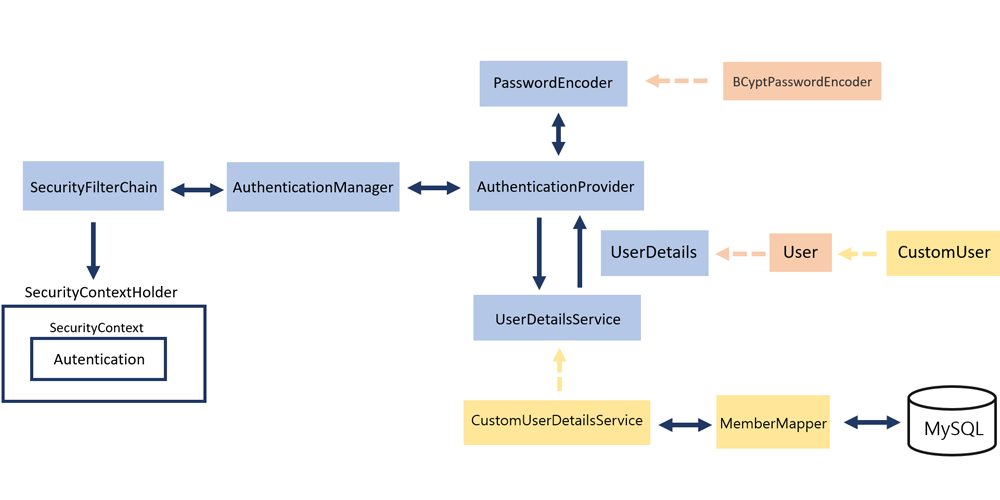 PasswordEncoder
BCyptPasswordEncoder
SecurityFilterChain
AuthenticationManager
AuthenticationProvider
UserDetails
User
CustomUser
SecurityContextHolder
SecurityContext
Autentication
UserDetailsService
CustomUserDetailsService
MemberMapper
MySQL